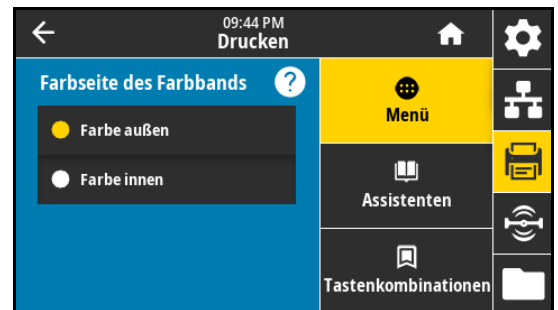 09:44 PM
Drucken
Farbseite des Farbbands ?
Farbe außen
Farbe innen
Menü
Assistenten
Tastenkombinationen